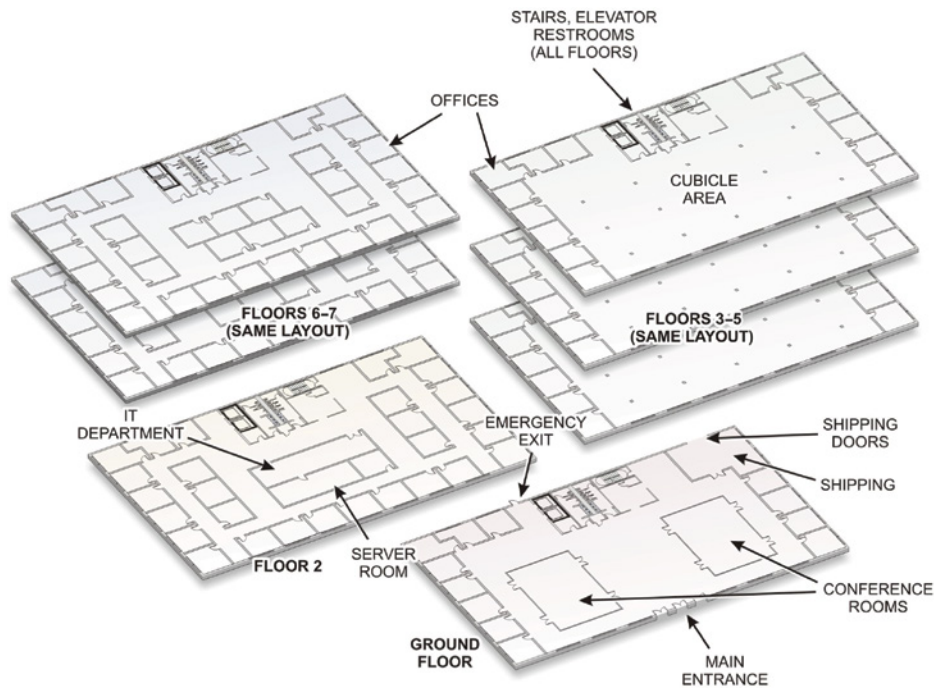 STAIRS, ELEVATOR
RESTROOMS
(ALL FLOORS)
OFFICES
CUBICLE
AREA
FLOORS 6–7
(SAME LAYOUT)
FLOORS 3–5
(SAME LAYOUT)
IT
DEPARTMENT
EMERGENCY
EXIT
SHIPPING
DOORS
SHIPPING
FLOOR 2
SERVER
ROOM
CONFERENCE
ROOMS
GROUND
FLOOR
MAIN
ENTRANCE